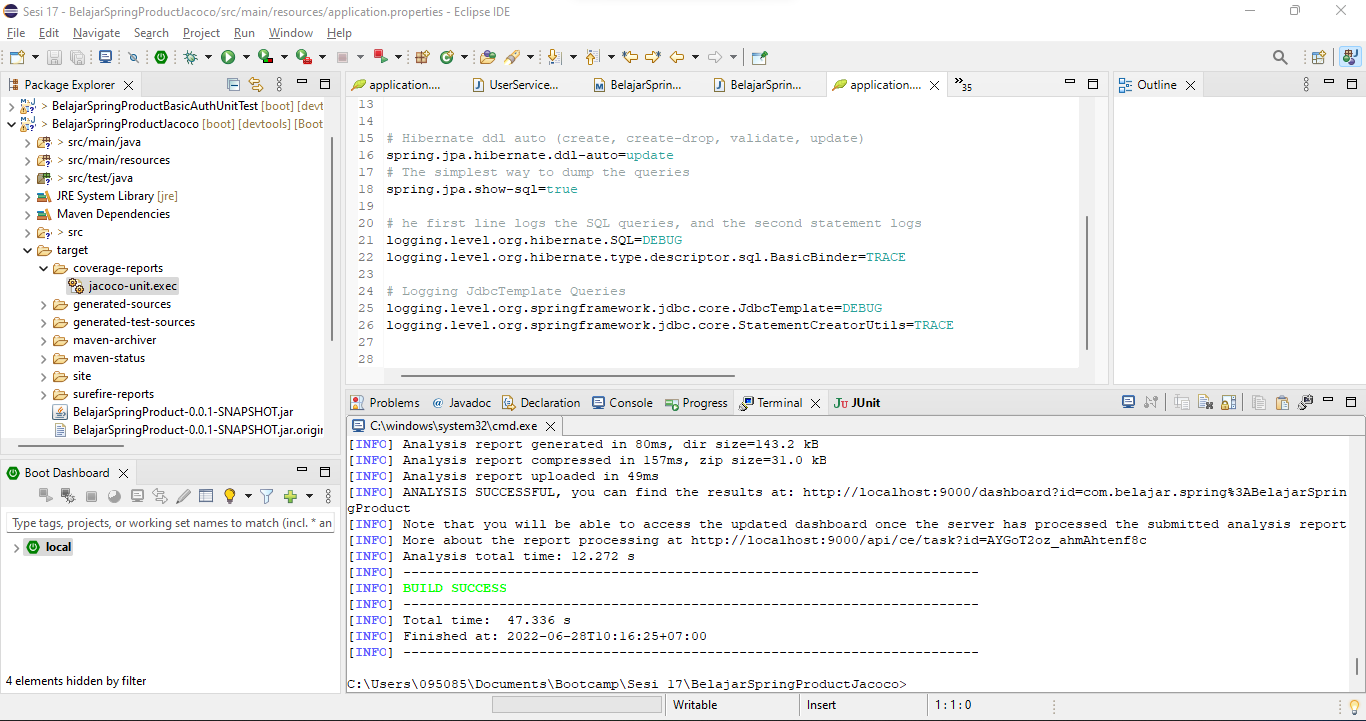 Sesi 17 - BelajarSpringProductJacoco/src/main/resources/application.properties - Eclipse IDE
File Edit Navigate Search Project Run Window Help
Package Explorer
> BelajarSpringProductBasicAuthUnitTest [boot] [devt
> BelajarSpringProductJacoco [boot] [devtools] [Boot
> src/main/java
> src/main/resources
> src/test/java
JRE System Library [jre]
Maven Dependencies
> src
target
coverage-reports
jacoco-unit.exec
generated-sources
generated-test-sources
maven-archiver
maven-status
site
surefire-reports
BelajarSpringProduct-0.0.1-SNAPSHOT.jar
BelajarSpringProduct-0.0.1-SNAPSHOT.jar.origir
Boot Dashboard
Type tags, projects, or working set names to match (incl. * an
local
4 elements hidden by filter
application.... UserService... BelajarSprin... BelajarSprin... application.... »35
13
14
15 # Hibernate ddl auto (create, create-drop, validate, update)
16 spring.jpa.hibernate.ddl-auto=update
17 # The simplest way to dump the queries
18 spring.jpa.show-sql=true
19
20 # he first line logs the SQL queries, and the second statement logs
21 logging.level.org.hibernate.SQL=DEBUG
22 logging.level.org.hibernate.type.descriptor.sql.BasicBinder=TRACE
23
24 # Logging JdbcTemplate Queries
25 logging.level.org.springframework.jdbc.core.JdbcTemplate=DEBUG
26 logging.level.org.springframework.jdbc.core.StatementCreatorUtils=TRACE
27
28
Outline
Problems @ Javadoc Declaration Console Progress Terminal JU JUnit
C:\windows\system32\cmd.exe
[INFO] Analysis report generated in 80ms, dir size=143.2 kB
[INFO] Analysis report compressed in 157ms, zip size=31.0 kB
[INFO] Analysis report uploaded in 49ms
[INFO] ANALYSIS SUCCESSFUL, you can find the results at: http://localhost:9000/dashboard?id=com.belajar.spring%3ABelajarSprin
gProduct
[INFO] Note that you will be able to access the updated dashboard once the server has processed the submitted analysis report
[INFO] More about the report processing at http://localhost:9000/api/ce/task?id=AYGoT2oz_ahmAhtenf8c
[INFO] Analysis total time: 12.272 s
[INFO] ------------------------------------------------------------------------
[INFO] BUILD SUCCESS
[INFO] ------------------------------------------------------------------------
[INFO] Total time:  47.336 s
[INFO] Finished at: 2022-06-28T10:16:25+07:00
[INFO] ------------------------------------------------------------------------
C:\Users\095085\Documents\Bootcamp\Sesi 17\BelajarSpringProductJacoco>
Writable Insert 1 : 1 : 0